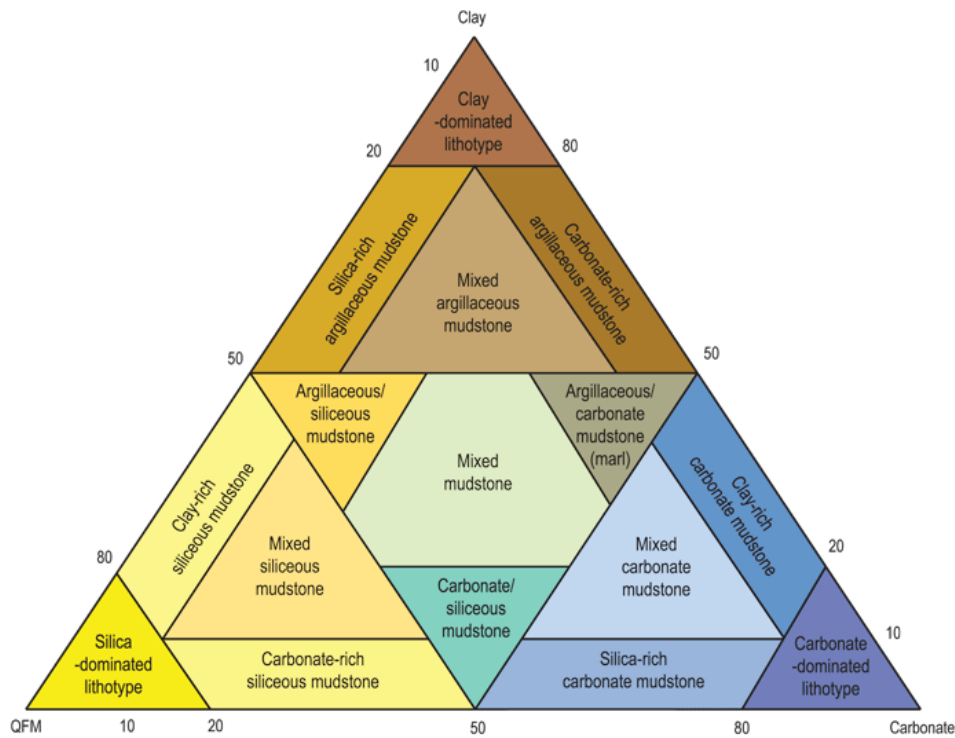 Clay
10
Clay
-dominated
lithotype
20
80
Silica-rich
argillaceous mudstone
Carbonate-rich
argillaceous mudstone
Mixed
argillaceous
mudstone
50
50
Argillaceous/
siliceous
mudstone
Argillaceous/
carbonate
mudstone
(marl)
Mixed
mudstone
Clay-rich
siliceous mudstone
Clay-rich
carbonate mudstone
80
20
Mixed
siliceous
mudstone
Mixed
carbonate
mudstone
Carbonate/
siliceous
mudstone
Silica
-dominated
lithotype
Carbonate-rich
siliceous mudstone
Silica-rich
carbonate mudstone
Carbonate
-dominated
lithotype
10
QFM
10
20
50
80
Carbonate